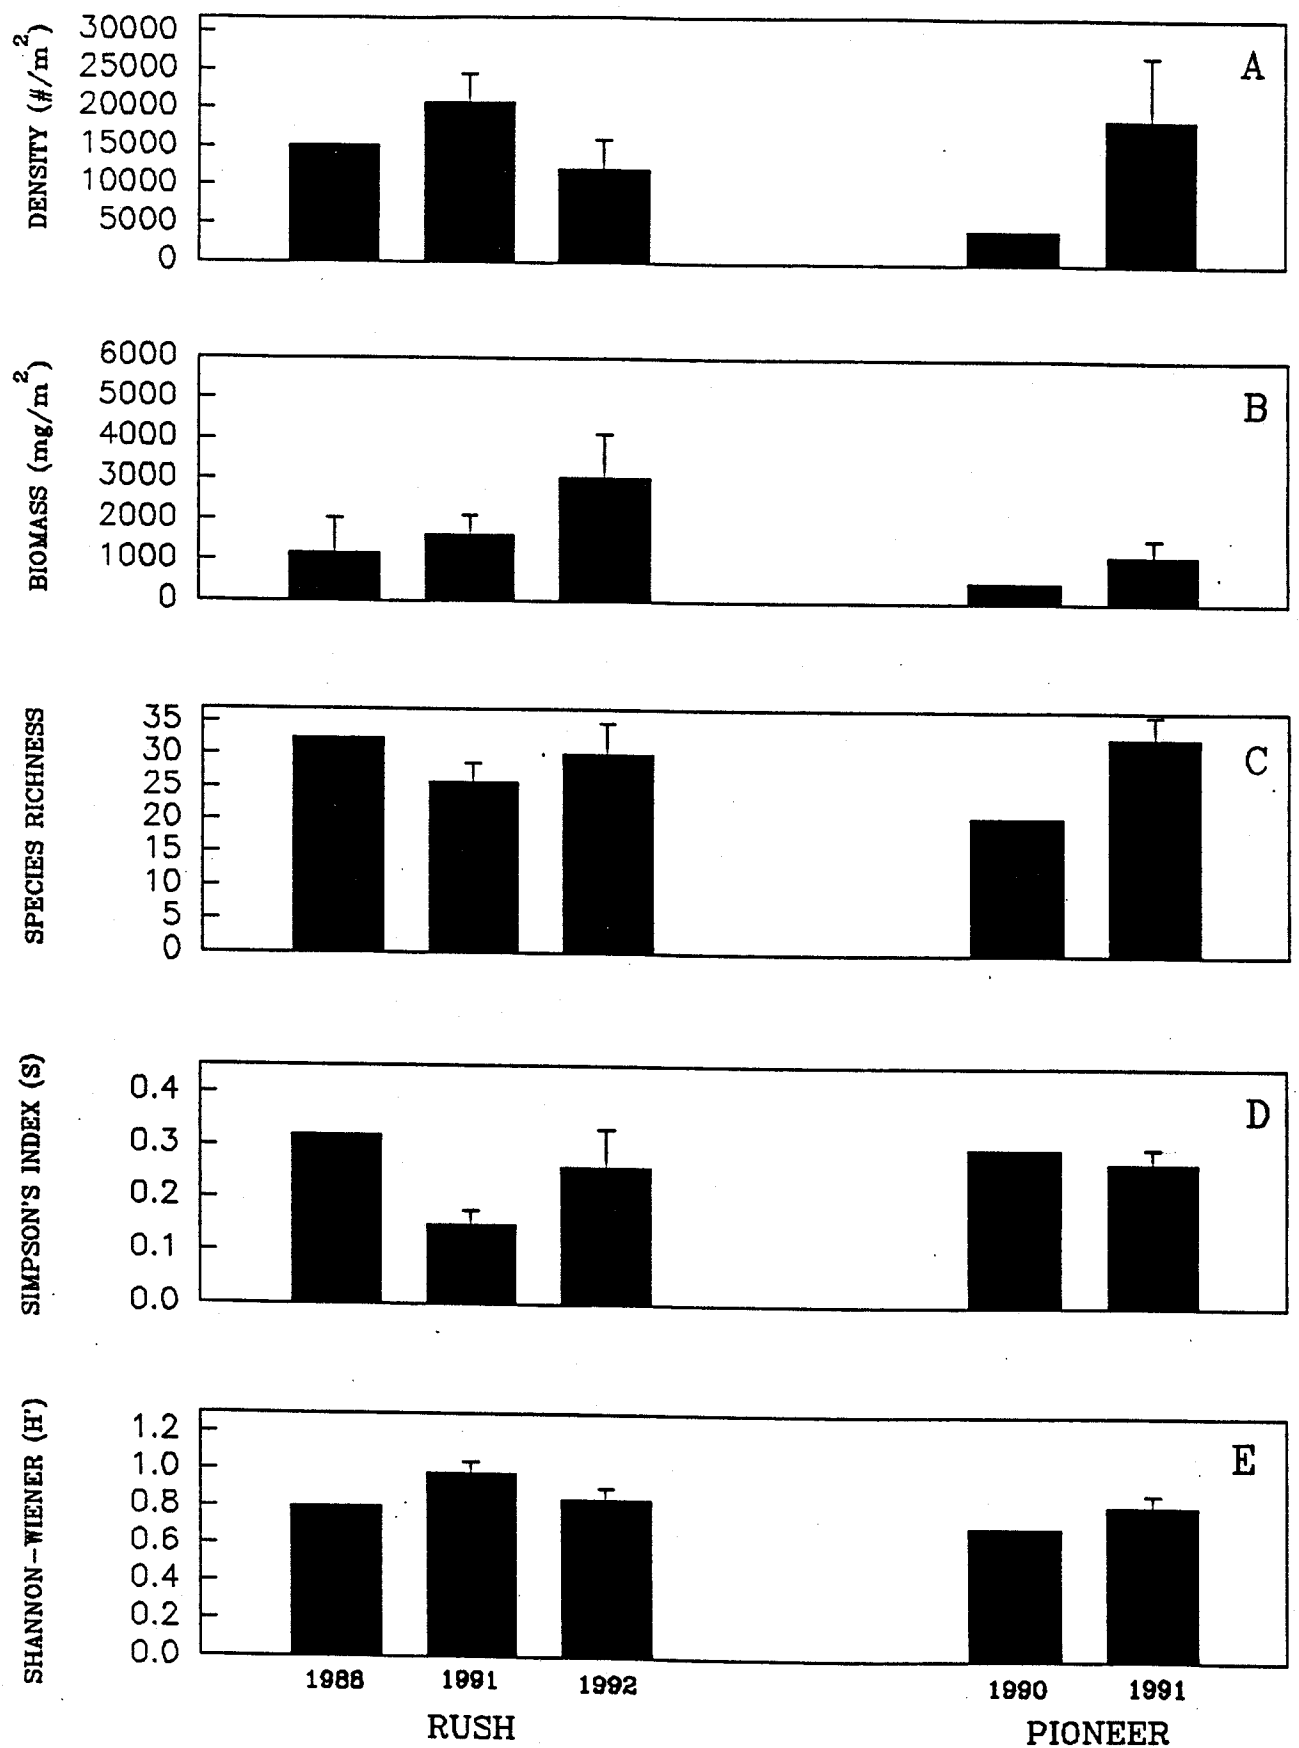 DENSITY (#/m²)
30000
25000
20000
15000
10000
5000
0
A
BIOMASS (mg/m²)
6000
5000
4000
3000
2000
1000
0
B
SPECIES RICHNESS
35
30
25
20
15
10
5
0
C
SIMPSON'S INDEX (S)
0.4
0.3
0.2
0.1
0.0
D
SHANNON-WIENER (H')
1.2
1.0
0.8
0.6
0.4
0.2
0.0
E
1988 1991 1992 1990 1991
RUSH PIONEER